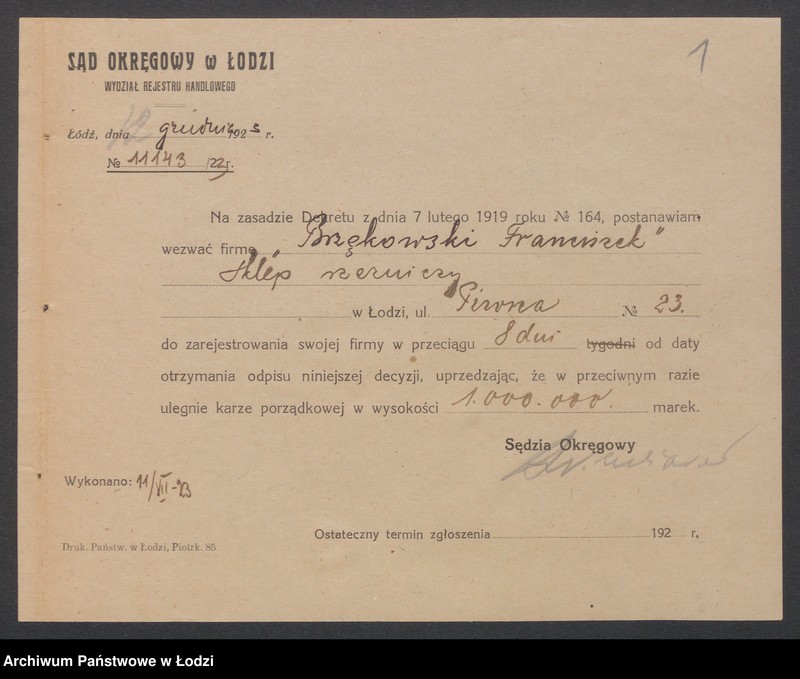 1
SĄD OKRĘGOWY w ŁODZI
WYDZIAŁ REJESTRU HANDLOWEGO
Łódź, dnia 12 grudnia 1923 r.
№ 11143 /22 r.
Na zasadzie Dekretu z dnia 7 lutego 1919 roku № 164, postanawiam
wezwać firmę „Brzękowski Franciszek"
sklep rzeźniczy
w Łodzi, ul. № 23.
do zarejestrowania swojej firmy w przeciągu 8 dni tygodni od daty
otrzymania odpisu niniejszej decyzji, uprzedzając, że w przeciwnym razie
ulegnie karze porządkowej w wysokości 1.000.000. marek.
Sędzia Okręgowy
Wykonano: 11/XII-23
Ostateczny termin zgłoszenia 192 r.
Druk. Państw. w Łodzi, Piotrk. 85
Archiwum Państwowe w Łodzi